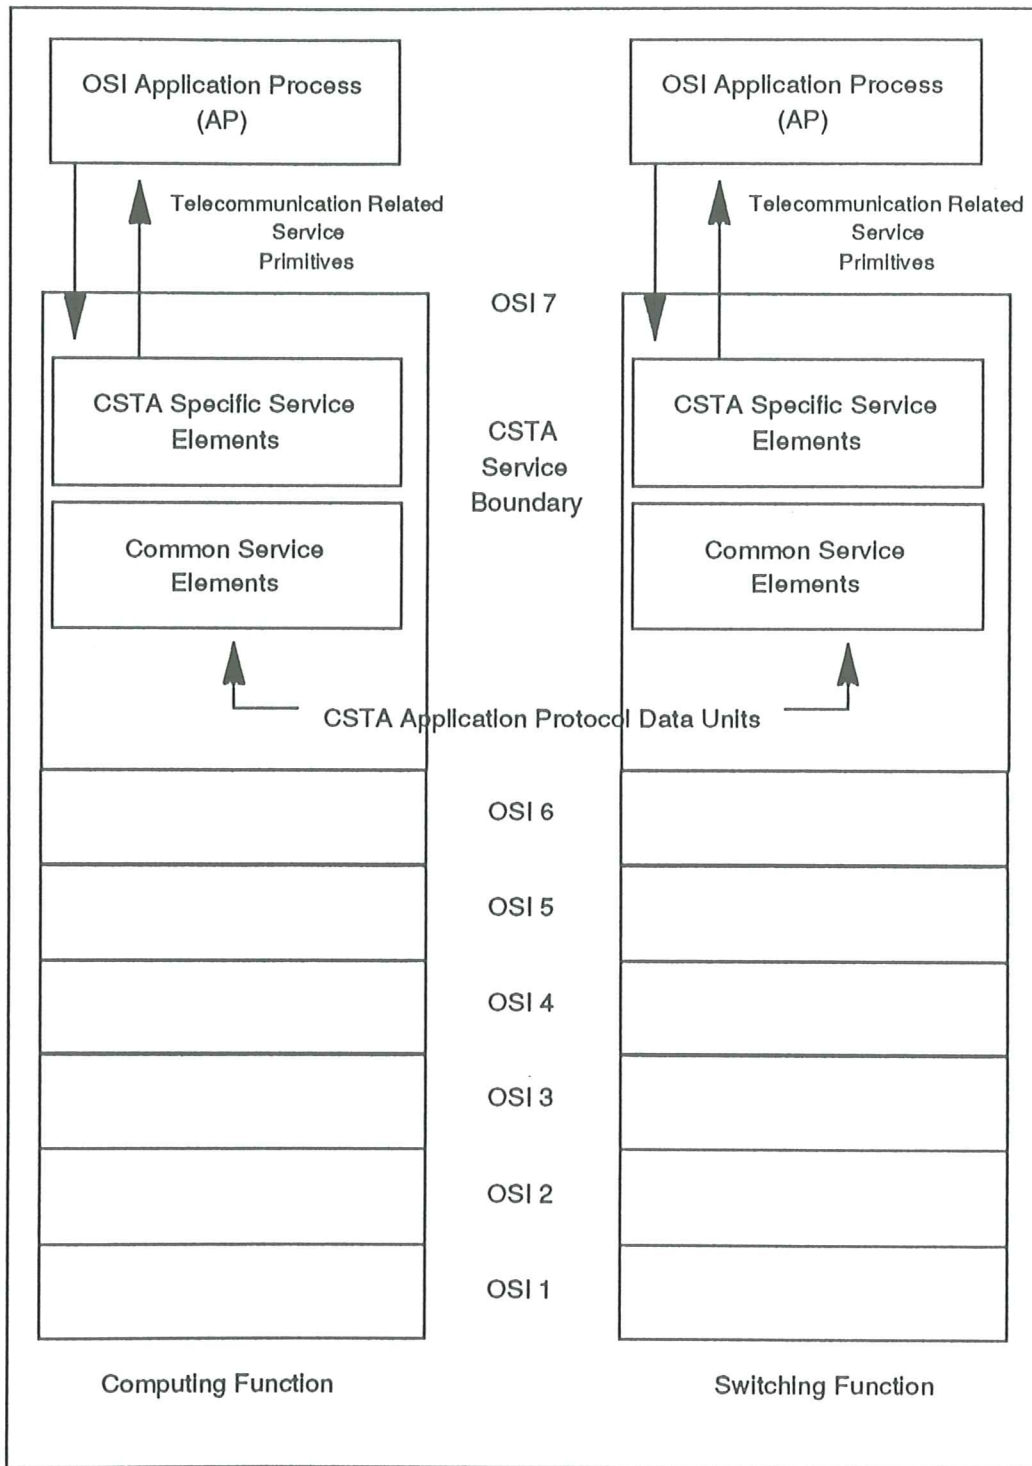 OSI Application Process
(AP)
OSI Application Process
(AP)
Telecommunication Related
Service
Primitives
Telecommunication Related
Service
Primitives
OSI 7
CSTA Specific Service
Elements
CSTA
Service
Boundary
CSTA Specific Service
Elements
Common Service
Elements
Common Service
Elements
CSTA Application Protocol Data Units
OSI 6
OSI 5
OSI 4
OSI 3
OSI 2
OSI 1
Computing Function
Switching Function